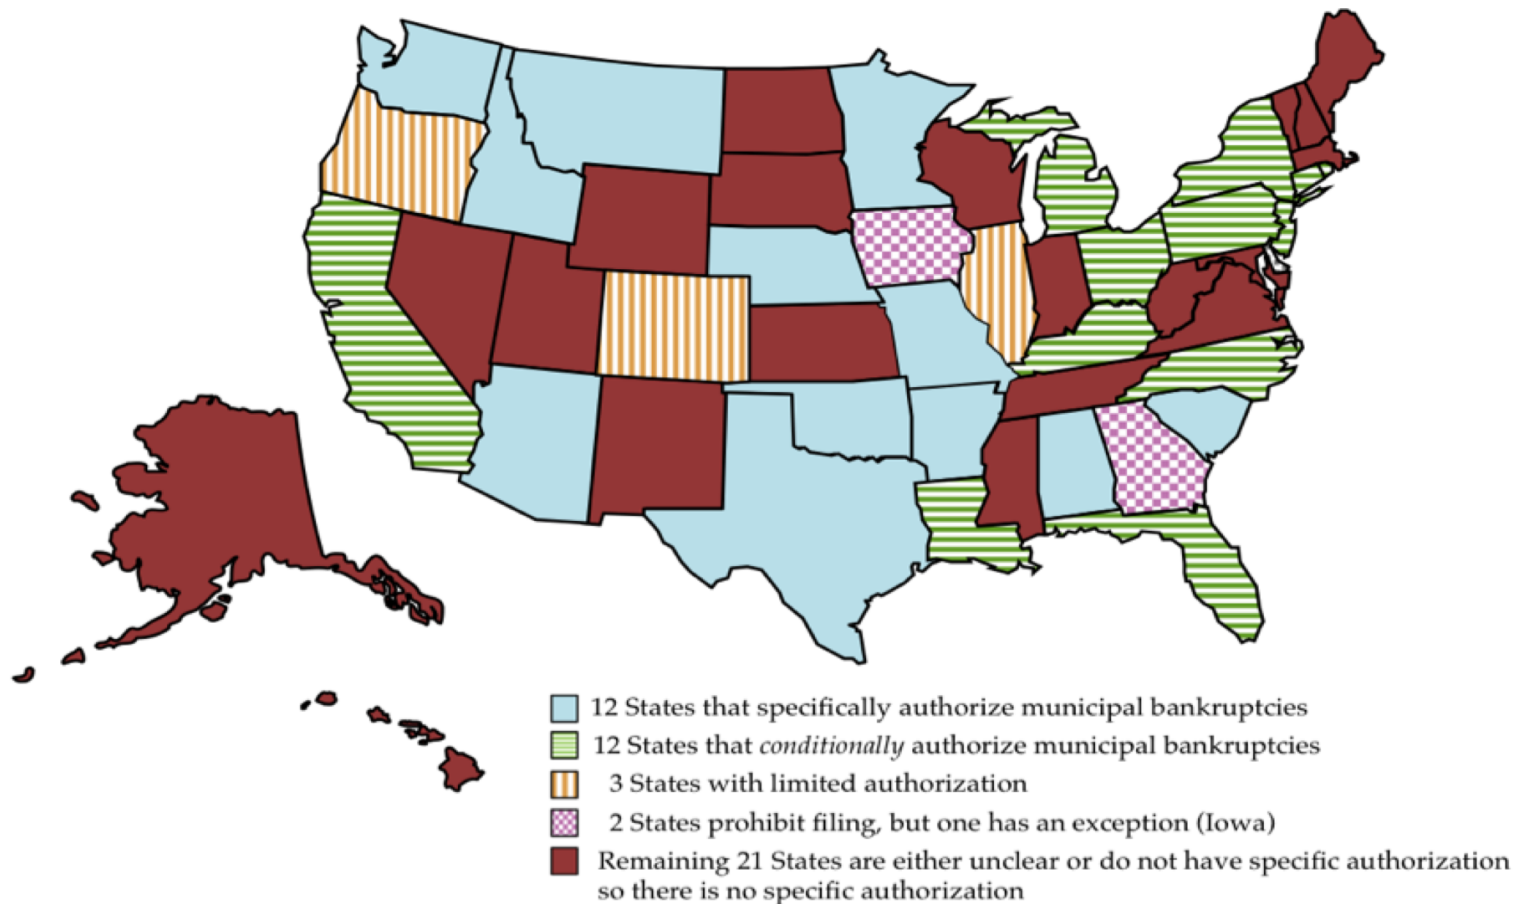 12 States that specifically authorize municipal bankruptcies
12 States that conditionally authorize municipal bankruptcies
3 States with limited authorization
2 States prohibit filing, but one has an exception (Iowa)
Remaining 21 States are either unclear or do not have specific authorization
so there is no specific authorization